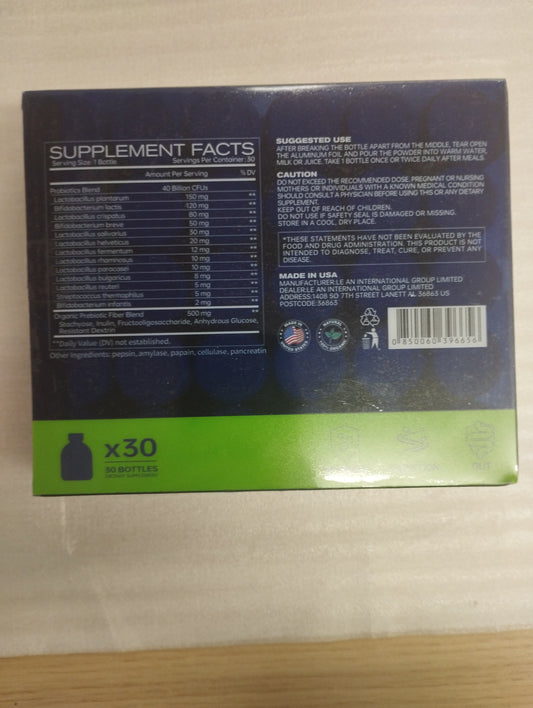 SUPPLEMENT FACTS
Serving Size: 1 Bottle Servings Per Container :30
Amount Per Serving %DV
Probiotics Blend 40 Billion CFUs
Lactobacillus plantarum 150 mg **
Bifidobacterium lactis 120 mg **
Lactobacillus crispatus 80 mg **
Bifidobacterium breve 50 mg **
Lactobacillus salivarius 30 mg **
Lactobacillus helveticus 20 mg **
Lactobacillus fermentum 12 mg **
Lactobacillus rhamnosus 10 mg **
Lactobacillus paracasei 10 mg **
Lactobacillus bulgaricus 8 mg **
Lactobacillus reuteri 5 mg **
Streptococcus thermophilus 5 mg **
Bifidobacterium infantis 2 mg **
Organic Prebiotic Fiber Blend 500 mg **
Stachyose, Inulin, Fructooligosaccharide, Anhydrous Glucose,
Resistant Dextrin
**Daily Value (DV) not established.
Other Ingredients: pepsin, amylase, papain, cellulase, pancreatin
SUGGESTED USE
AFTER BREAKING THE BOTTLE APART FROM THE MIDDLE, TEAR OPEN
THE ALUMINUM FOIL AND POUR THE POWDER INTO WARM WATER,
MILK OR JUICE. TAKE 1 BOTTLE ONCE OR TWICE DAILY AFTER MEALS.
CAUTION
DO NOT EXCEED THE RECOMMENDED DOSE. PREGNANT OR NURSING
MOTHERS OR INDIVIDUALS WITH A KNOWN MEDICAL CONDITION
SHOULD CONSULT A PHYSICIAN BEFORE USING THIS OR ANY DIETARY
SUPPLEMENT.
KEEP OUT OF REACH OF CHILDREN.
DO NOT USE IF SAFETY SEAL IS DAMAGED OR MISSING.
STORE IN A COOL, DRY PLACE.
*THESE STATEMENTS HAVE NOT BEEN EVALUATED BY THE
FOOD AND DRUG ADMINISTRATION. THIS PRODUCT IS NOT
INTENDED TO DIAGNOSE, TREAT, CURE, OR PREVENT ANY
DISEASE.
MADE IN USA
MANUFACTURER:LE AN INTERNATIONAL GROUP LIMITED
DEALER:LE AN INTERNATIONAL GROUP LIMITED
ADDRESS:1408 SD 7TH STREET LANETT AL 36863 US
POSTCODE:36863
MADE IN
UNITED STATES
NATURAL
0 850060 396656
x30
30 BOTTLES
DIETARY SUPPLEMENT